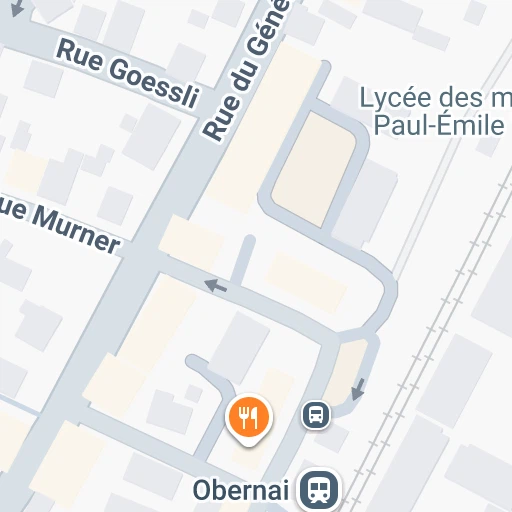 Rue Goessli
Rue du Géné
Lycée des m
Paul-Émile
ue Murner
Obernai